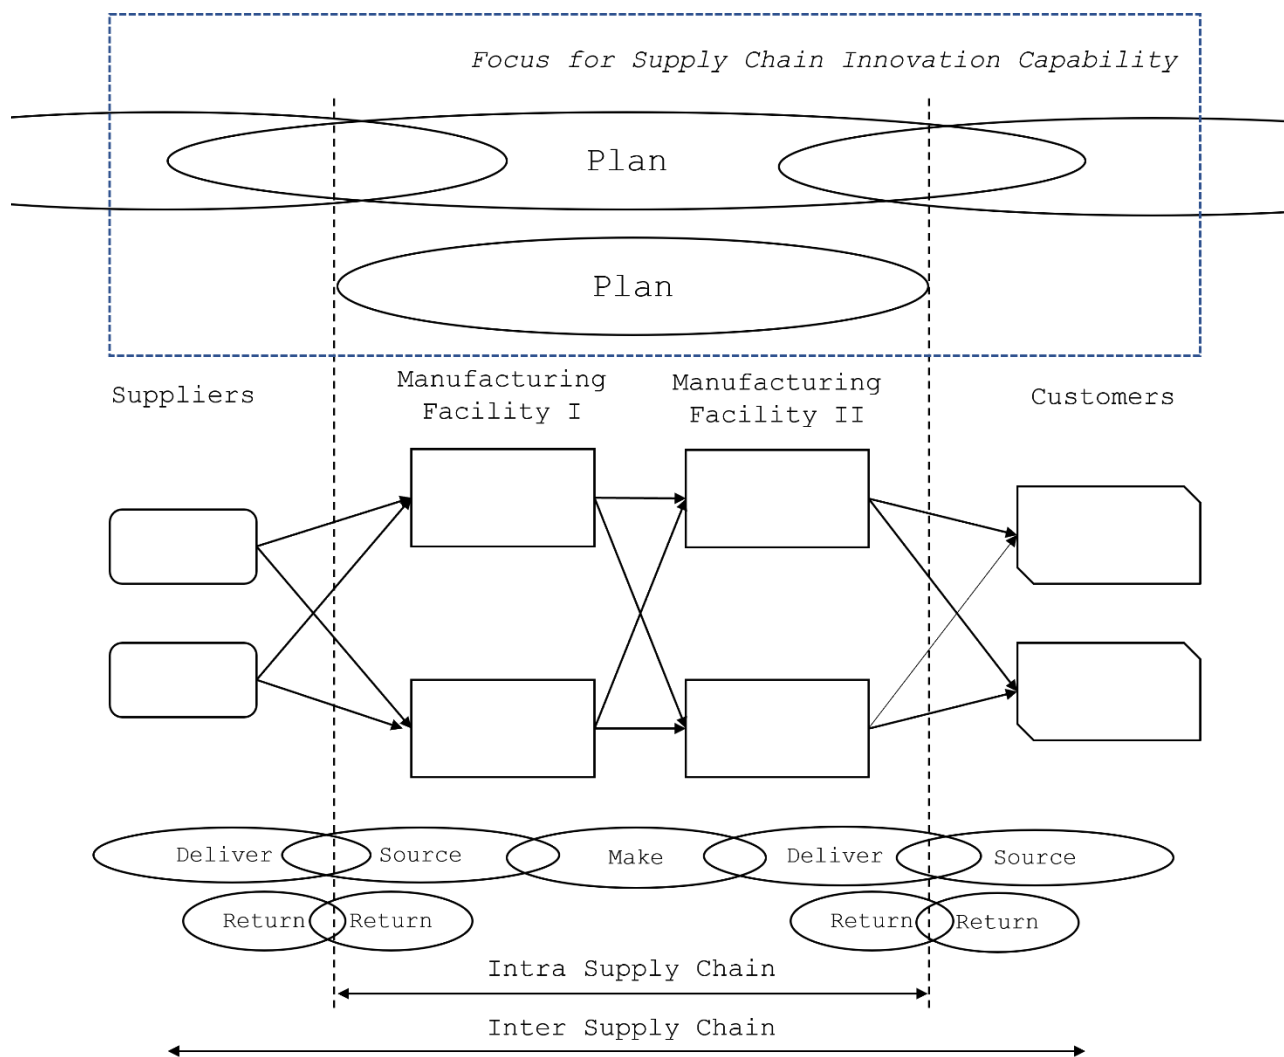 Focus for Supply Chain Innovation Capability
Plan
Plan
Suppliers
Manufacturing
Facility I
Manufacturing
Facility II
Customers
Deliver
Source
Make
Deliver
Source
Return
Return
Return
Return
Intra Supply Chain
Inter Supply Chain